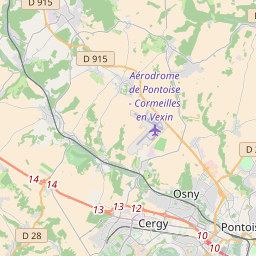 D 915
D 915
Aérodrome
de Pontoise
- Cormeilles
en Vexin
D 2
14
14
Osny
13
13
12
Cergy
Pontois
D 28
10
10